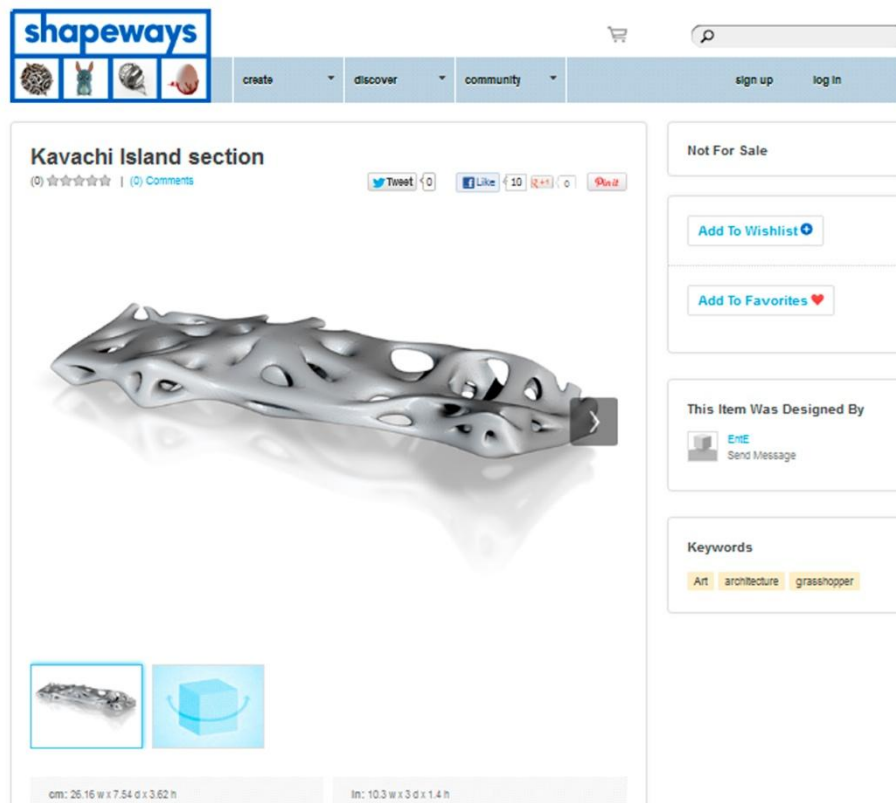 shapeways
create
discover
community
sign up
log in
Kavachi Island section
(0) | (0) Comments
Tweet 0
Like 10
+1 0
Pin it
Not For Sale
Add To Wishlist
Add To Favorites
This Item Was Designed By
EntE
Send Message
Keywords
Art architecture grasshopper
cm: 26.16 w x 7.54 d x 3.62 h
in: 10.3 w x 3 d x 1.4 h